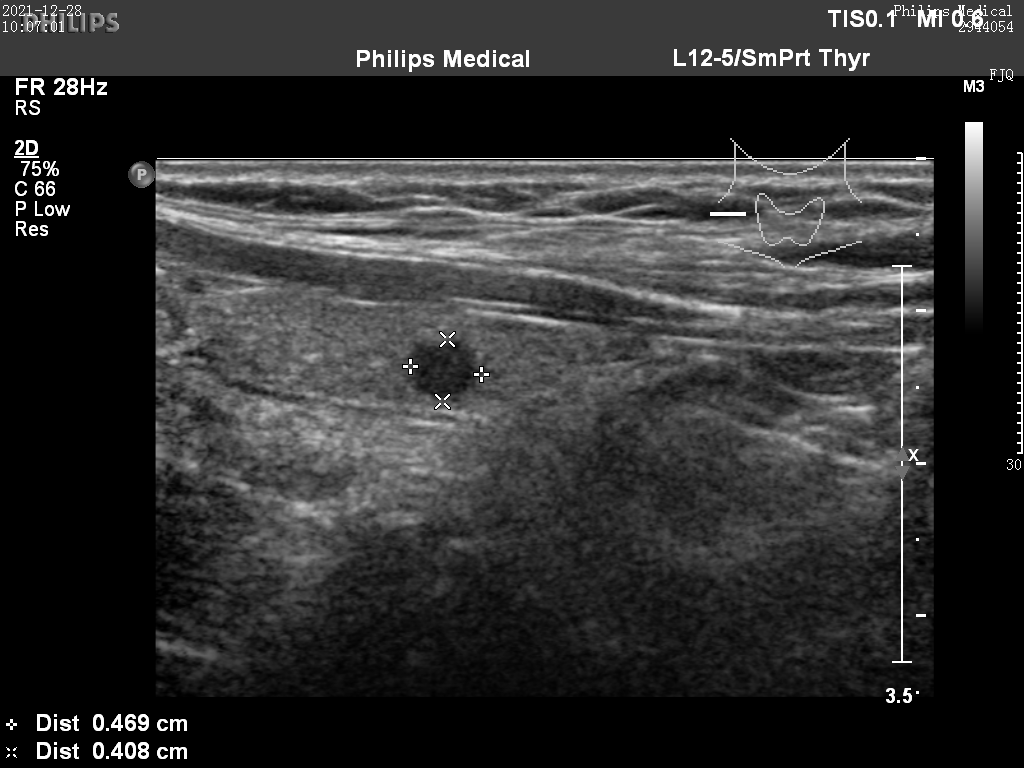 2021-12-28
10:07:01
PHILIPS
TIS0.1 MI 0.6
Philips Medical
2944054
FJQ
Philips Medical
L12-5/SmPrt Thyr
FR 28Hz
RS
M3
2D
75%
C 66
P Low
Res
P
X
30
3.5
Dist 0.469 cm
Dist 0.408 cm